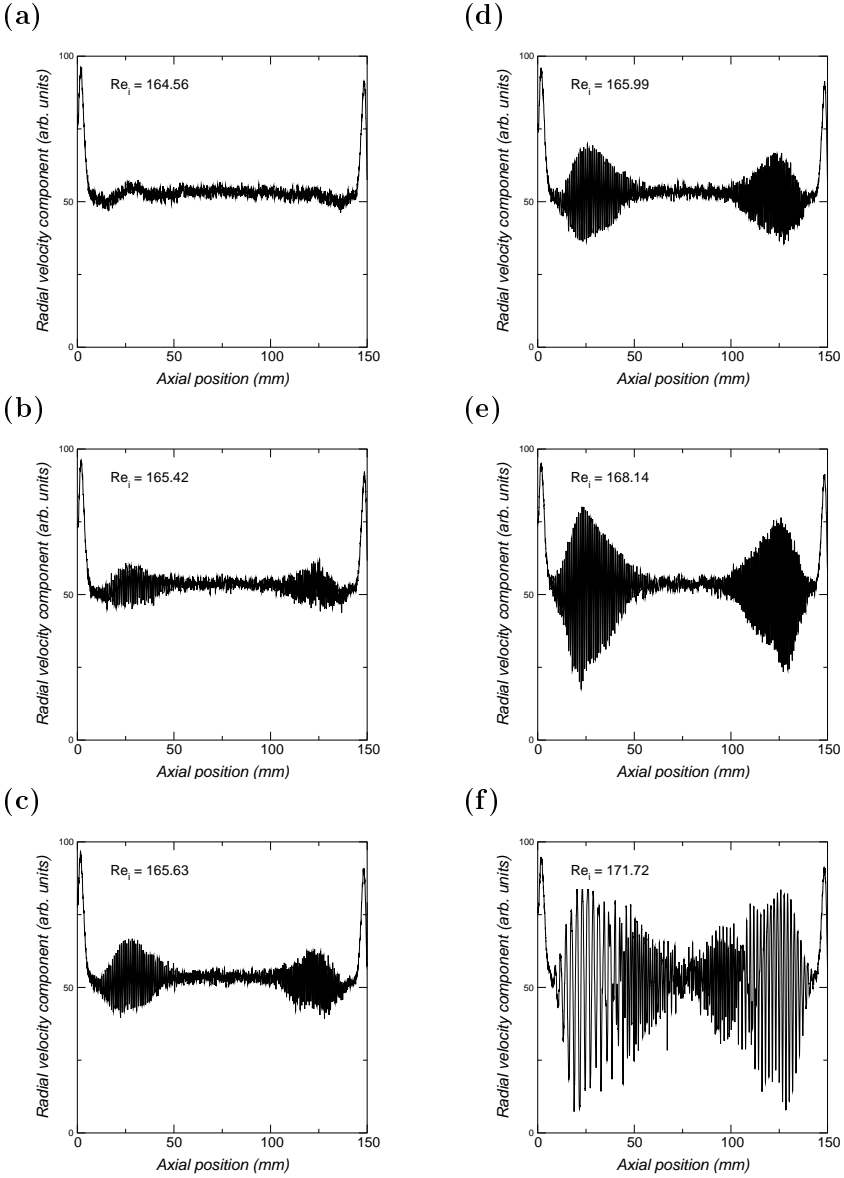 (a)
100
Re_i = 164.56
50
0
0 50 100 150
Radial velocity component (arb. units)
Axial position (mm)
(d)
100
Re_i = 165.99
50
0
0 50 100 150
Radial velocity component (arb. units)
Axial position (mm)
(b)
100
Re_i = 165.42
50
0
0 50 100 150
Radial velocity component (arb. units)
Axial position (mm)
(e)
100
Re_i = 168.14
50
0
0 50 100 150
Radial velocity component (arb. units)
Axial position (mm)
(c)
100
Re_i = 165.63
50
0
0 50 100 150
Radial velocity component (arb. units)
Axial position (mm)
(f)
100
Re_i = 171.72
50
0
0 50 100 150
Radial velocity component (arb. units)
Axial position (mm)